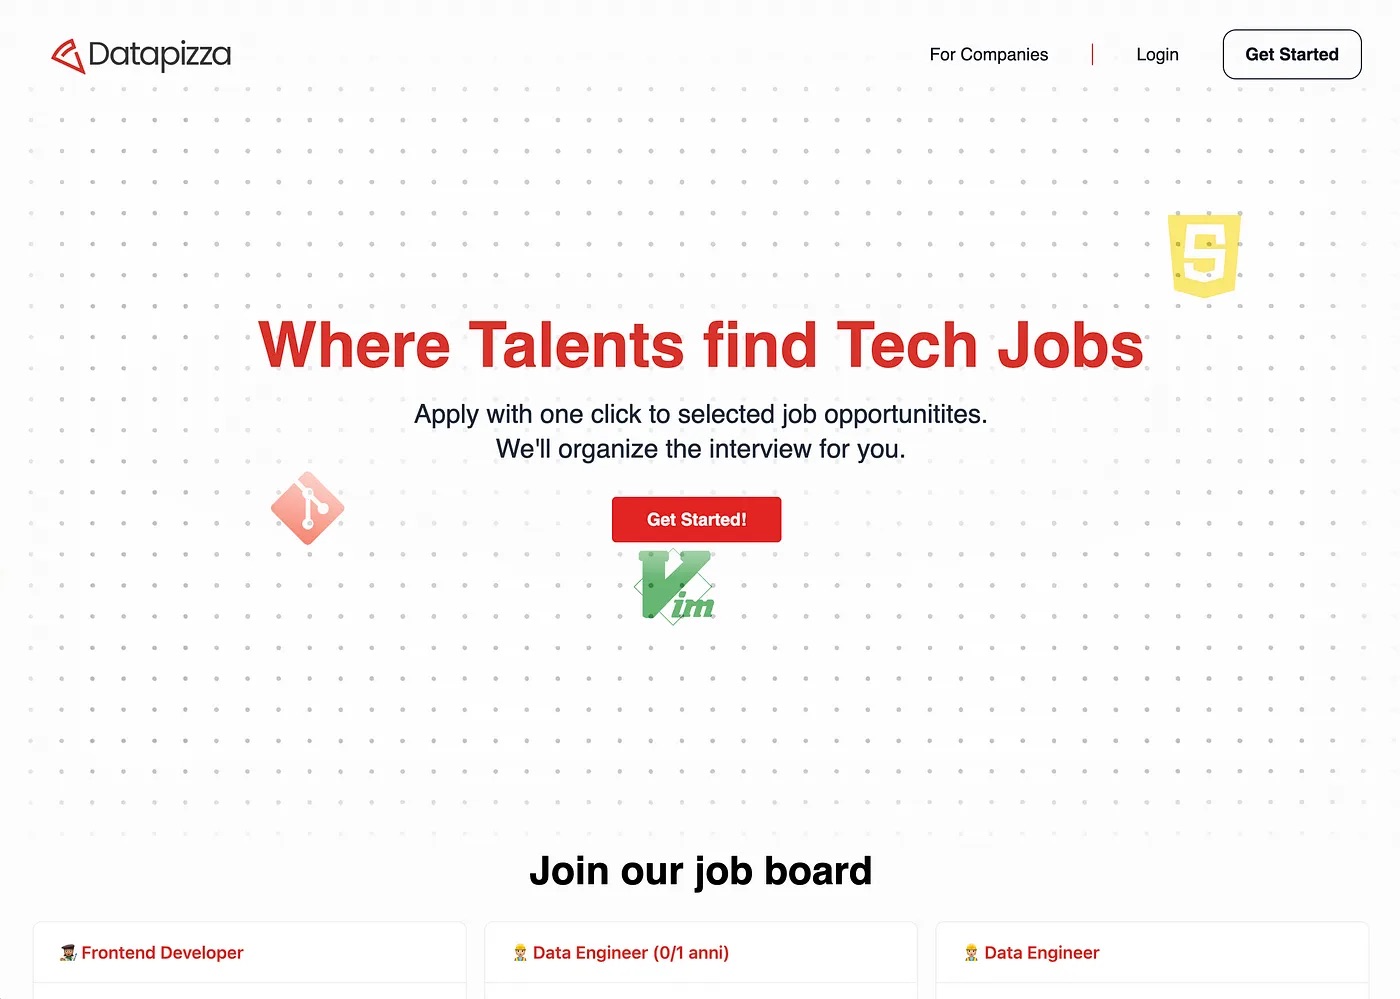 Datapizza
For Companies
Login
Get Started
Where Talents find Tech Jobs
Apply with one click to selected job opportunitites.
We'll organize the interview for you.
Get Started!
Vim
Join our job board
Frontend Developer
Data Engineer (0/1 anni)
Data Engineer